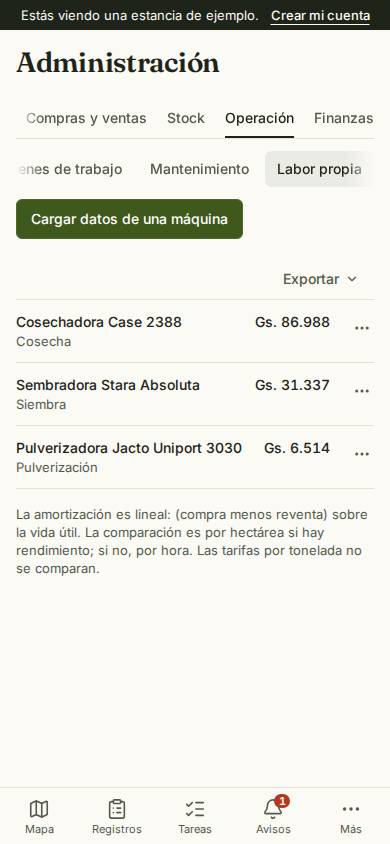 Estás viendo una estancia de ejemplo. Crear mi cuenta
Administración
Compras y ventas Stock Operación Finanzas
enes de trabajo Mantenimiento Labor propia
Cargar datos de una máquina
Exportar
Cosechadora Case 2388 Gs. 86.988
Cosecha
Sembradora Stara Absoluta Gs. 31.337
Siembra
Pulverizadora Jacto Uniport 3030 Gs. 6.514
Pulverización
La amortización es lineal: (compra menos reventa) sobre
la vida útil. La comparación es por hectárea si hay
rendimiento; si no, por hora. Las tarifas por tonelada no
se comparan.
1
Mapa Registros Tareas Avisos Más